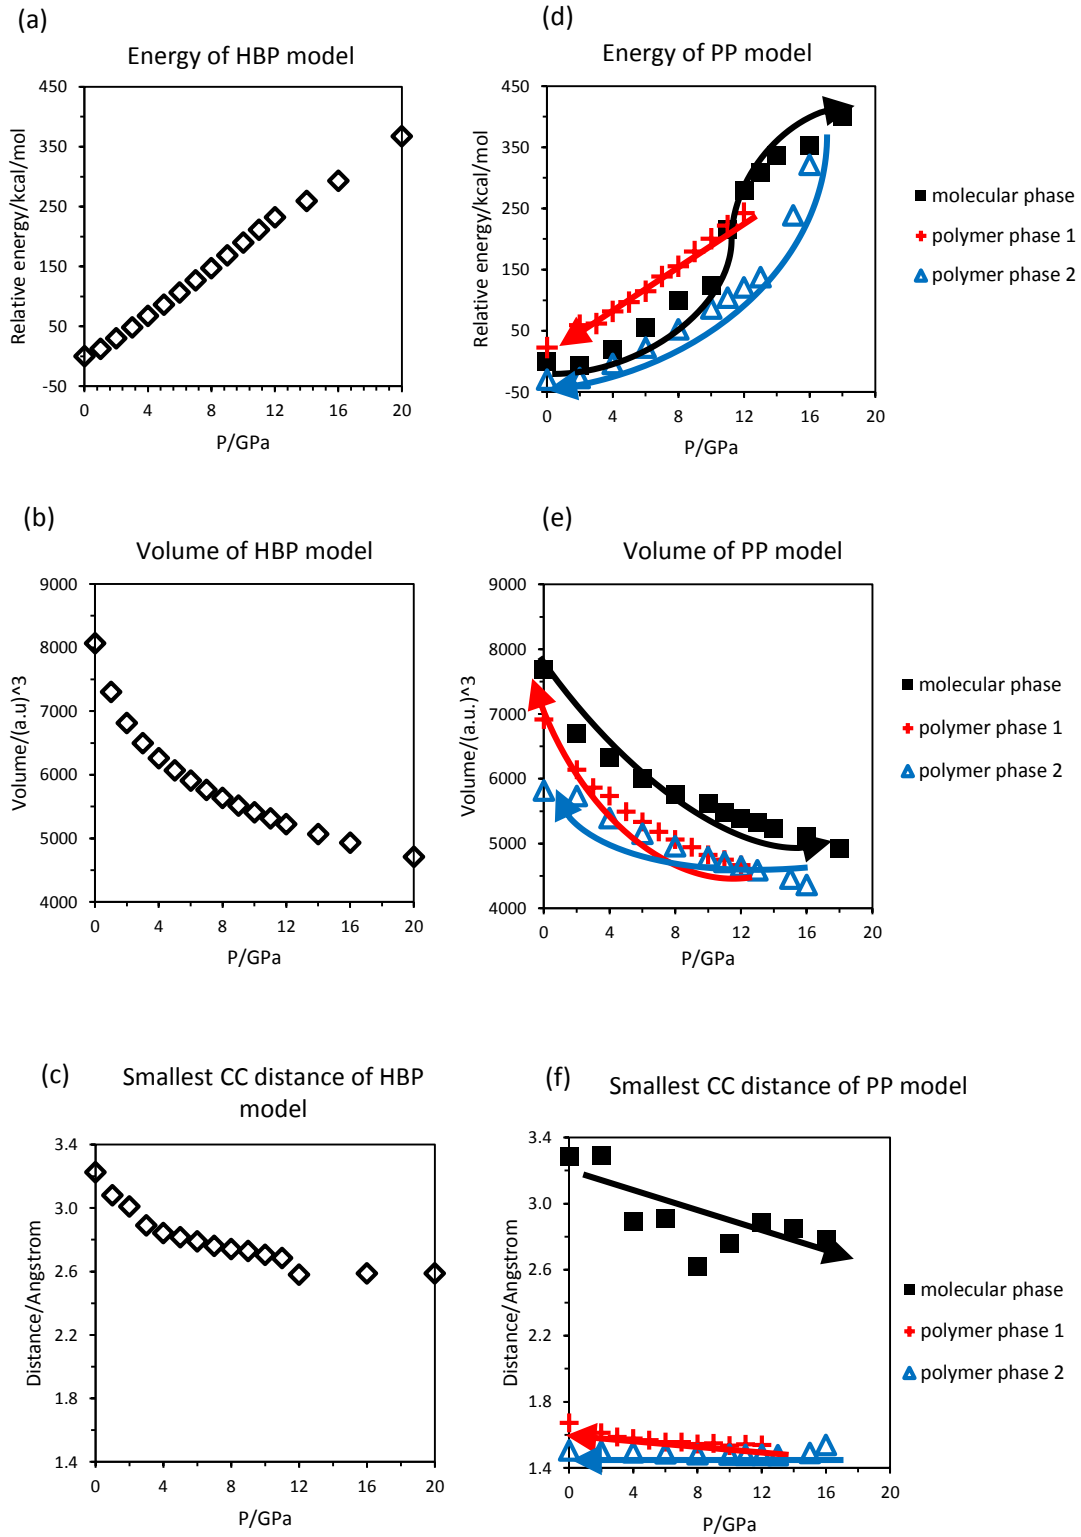 (a)
Energy of HBP model
450
350
250
150
50
-50
Relative energy/kcal/mol
0 4 8 12 16 20
P/GPa
(d)
Energy of PP model
450
350
250
150
50
-50
Relative energy/kcal/mol
0 4 8 12 16 20
P/GPa
molecular phase
polymer phase 1
polymer phase 2
(b)
Volume of HBP model
9000
8000
7000
6000
5000
4000
Volume/(a.u)^3
0 4 8 12 16 20
P/GPa
(e)
Volume of PP model
9000
8000
7000
6000
5000
4000
Volume/(a.u.)^3
0 4 8 12 16 20
P/GPa
molecular phase
polymer phase 1
polymer phase 2
(c)
Smallest CC distance of HBP
model
3.4
3.0
2.6
2.2
1.8
1.4
Distance/Angstrom
0 4 8 12 16 20
P/GPa
(f)
Smallest CC distance of PP model
3.4
3.0
2.6
2.2
1.8
1.4
Distance/Angstrom
0 4 8 12 16 20
P/GPa
molecular phase
polymer phase 1
polymer phase 2